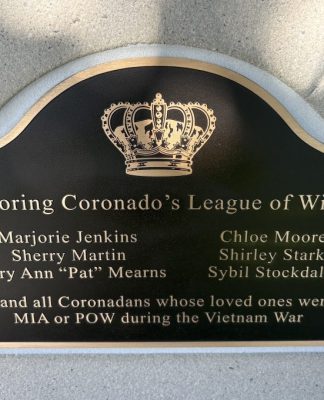 oring Coronado's League of Wi
Marjorie Jenkins Chloe Moore
Sherry Martin Shirley Stark
ry Ann "Pat" Mearns Sybil Stockdal
and all Coronadans whose loved ones wer
MIA or POW during the Vietnam War